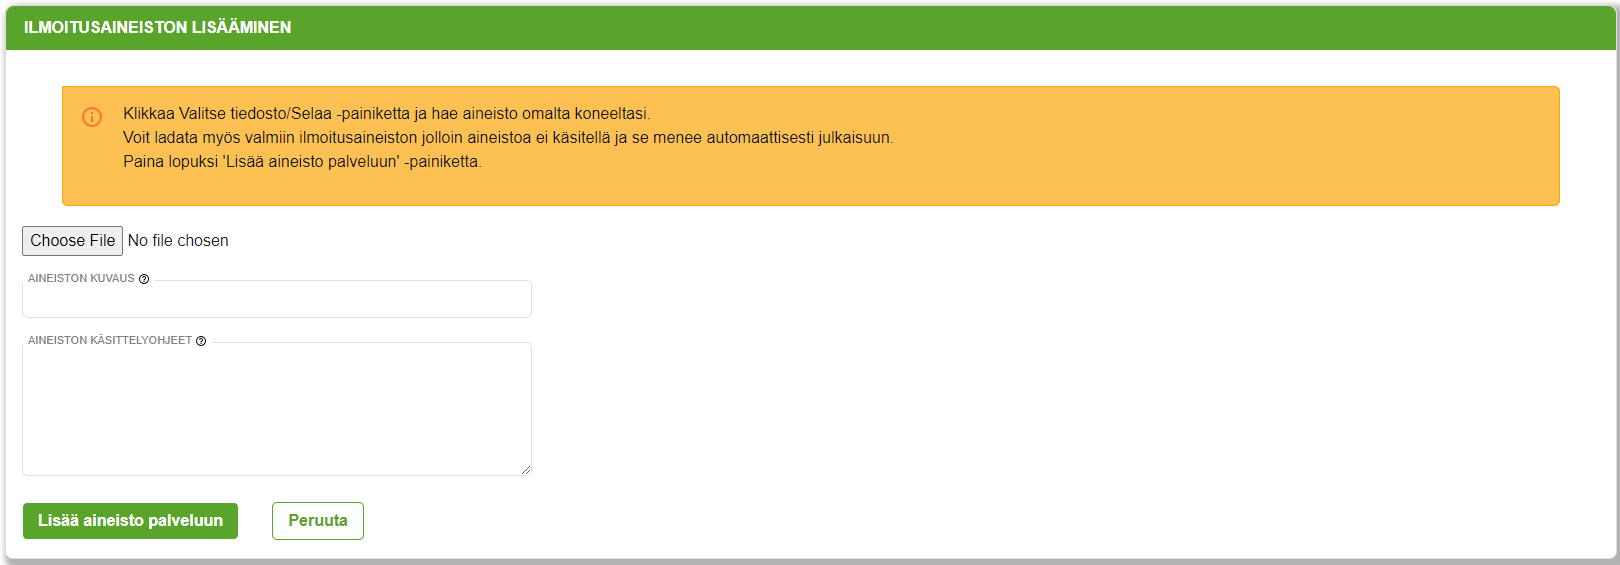 ILMOITUSAINEISTON LISÄÄMINEN
Klikkaa Valitse tiedosto/Selaa -painiketta ja hae aineisto omalta koneeltasi.
Voit ladata myös valmiin ilmoitusaineiston jolloin aineistoa ei käsitellä ja se menee automaattisesti julkaisuun.
Paina lopuksi 'Lisää aineisto palveluun' -painiketta.
Choose File No file chosen
AINEISTON KUVAUS
AINEISTON KÄSITTELYOHJEET
Lisää aineisto palveluun Peruuta